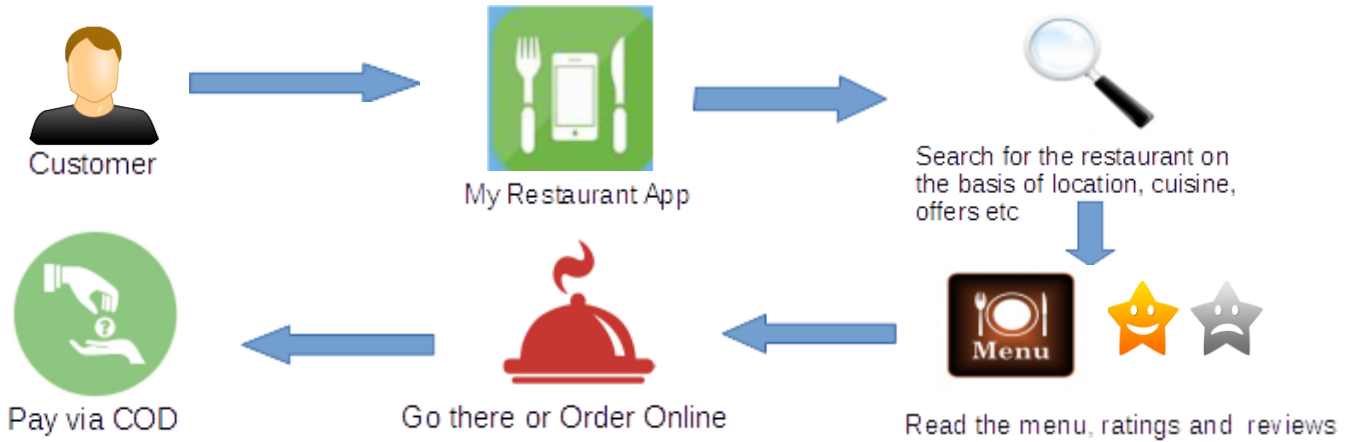 Customer
My Restaurant App
Search for the restaurant on
the basis of location, cuisine,
offers etc
Menu
Read the menu, ratings and reviews
Go there or Order Online
?
Pay via COD